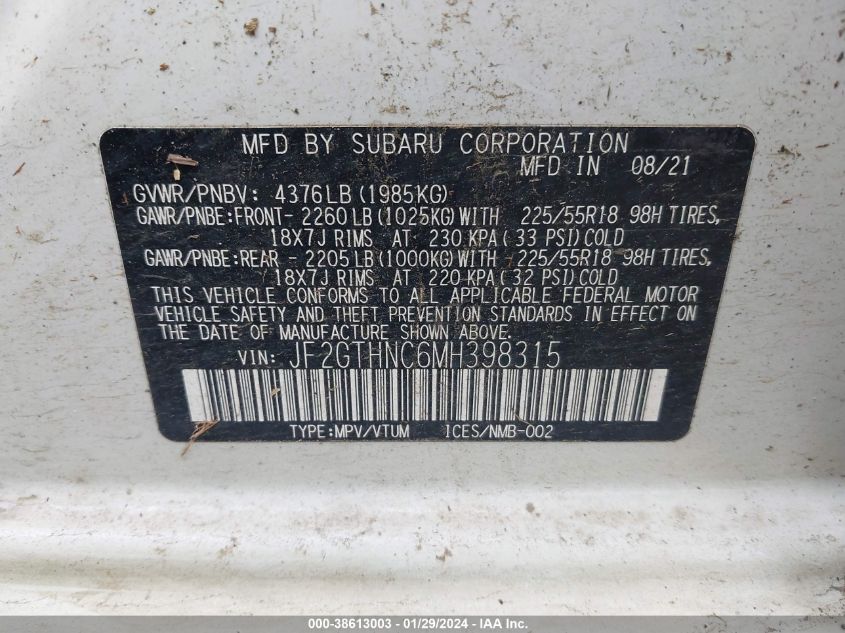 MFD BY SUBARU CORPORATION
MFD IN 08/21
GVWR/PNBV: 4376LB (1985KG)
GAWR/PNBE:FRONT- 2260LB (1025KG) WITH 225/55R18 98H TIRES,
18X7J RIMS AT 230 KPA (33 PSI) COLD
GAWR/PNBE:REAR - 2205LB (1000KG) WITH 225/55R18 98H TIRES,
18X7J RIMS AT 220 KPA (32 PSI) COLD
THIS VEHICLE CONFORMS TO ALL APPLICABLE FEDERAL MOTOR
VEHICLE SAFETY AND THEFT PREVENTION STANDARDS IN EFFECT ON
THE DATE OF MANUFACTURE SHOWN ABOVE.
VIN: JF2GTHNC6MH398315
TYPE:MPV/VTUM ICES/NMB-002
000-38613003 — 01/29/2024 — IAA Inc.